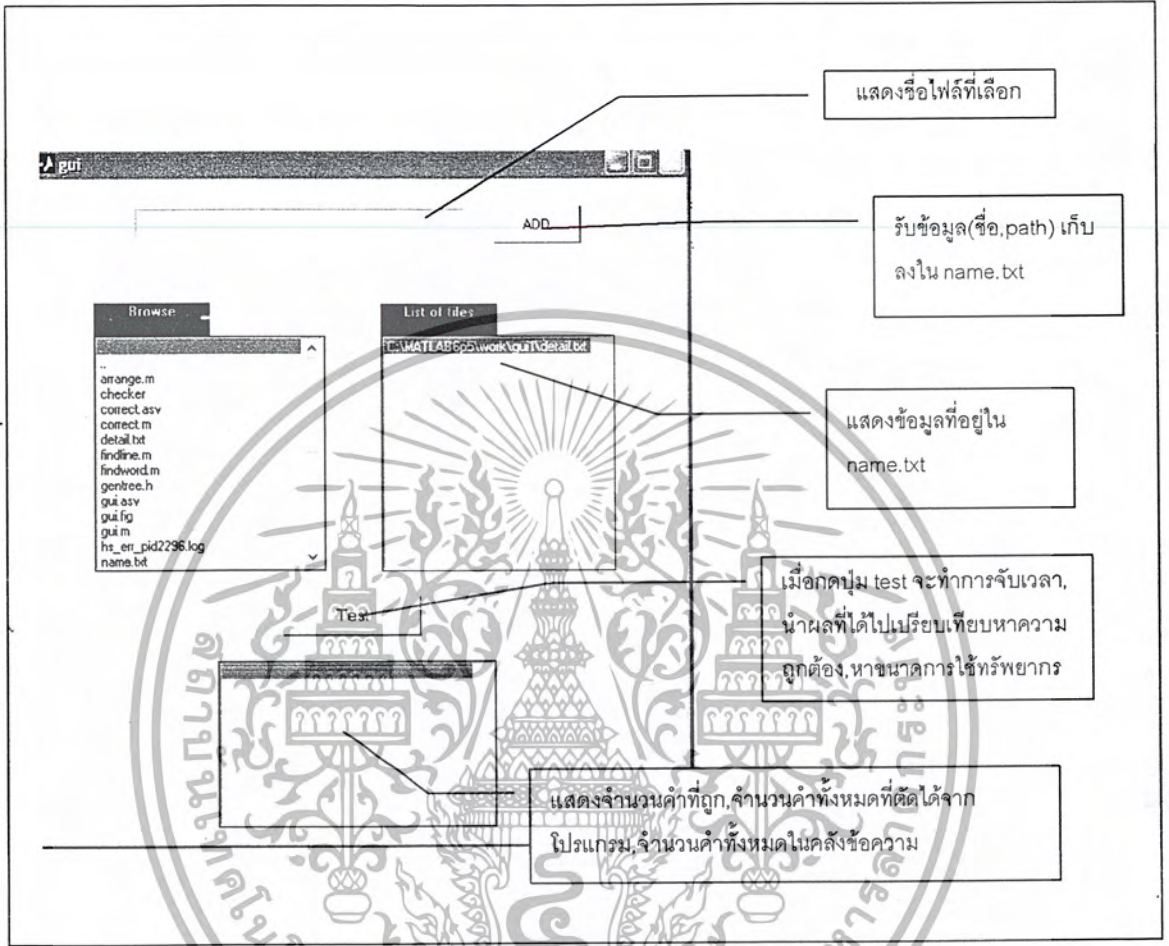 แสดงชื่อไฟล์ที่เลือก
gui
ADD
รับข้อมูล(ชื่อ,path) เก็บ
ลงใน name.txt
Browse
List of files
C:\MATLAB6p5\work\guiT\detail.txt
..
arrange.m
checker
correct.asv
correct.m
detail.txt
findline.m
findword.m
gentree.h
gui.asv
gui.fig
gui.m
hs_err_pid2296.log
name.txt
แสดงข้อมูลที่อยู่ใน
name.txt
เมื่อกดปุ่ม test จะทำการจับเวลา,
นำผลที่ได้ไปเปรียบเทียบหาความ
ถูกต้อง,หาขนาดการใช้ทรัพยากร
Test
แสดงจำนวนคำที่ถูก,จำนวนคำทั้งหมดที่ตัดได้จาก
โปรแกรม,จำนวนคำทั้งหมดในคลังข้อความ